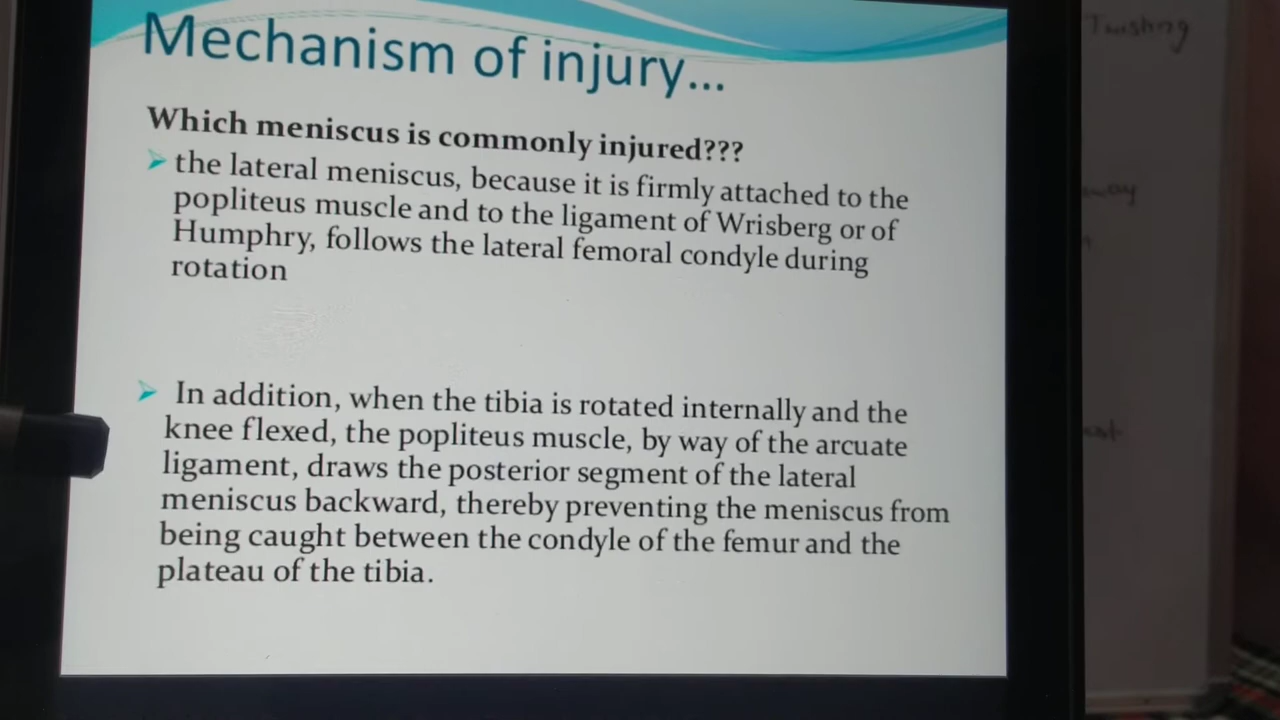 Mechanism of injury...
Which meniscus is commonly injured???
the lateral meniscus, because it is firmly attached to the
popliteus muscle and to the ligament of Wrisberg or of
Humphry, follows the lateral femoral condyle during
rotation
In addition, when the tibia is rotated internally and the
knee flexed, the popliteus muscle, by way of the arcuate
ligament, draws the posterior segment of the lateral
meniscus backward, thereby preventing the meniscus from
being caught between the condyle of the femur and the
plateau of the tibia.
Twisting